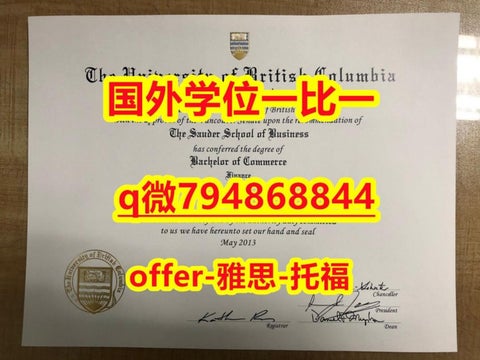 The University of British Columbia
国外学位一比一
of British
Senate upon the recommendation of
The Sauder School of Business
has conferred the degree of
Bachelor of Commerce
Finance
q微794868844
to us we have hereunto set our hand and seal
May 2013
offer-雅思-托福
Chancellor
President
Registrar
Dean